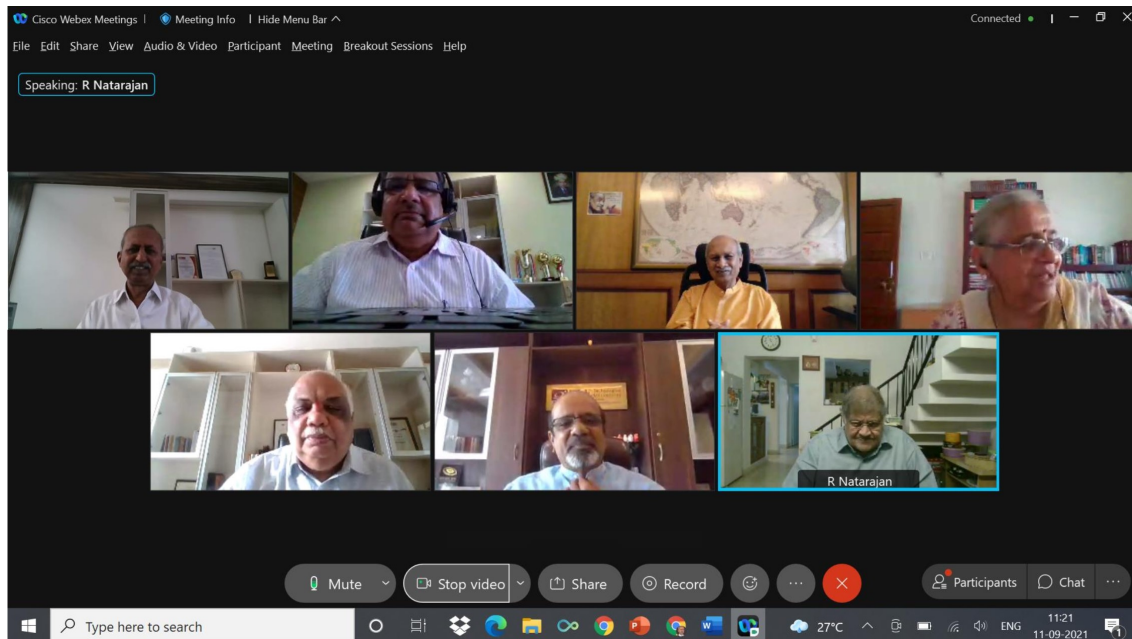 Cisco Webex Meetings | Meeting Info | Hide Menu Bar
Connected
File Edit Share View Audio & Video Participant Meeting Breakout Sessions Help
Speaking: R Natarajan
R Natarajan
Mute
Stop video
Share
Record
Participants
Chat
Type here to search
27°C
ENG
11:21
11-09-2021
1